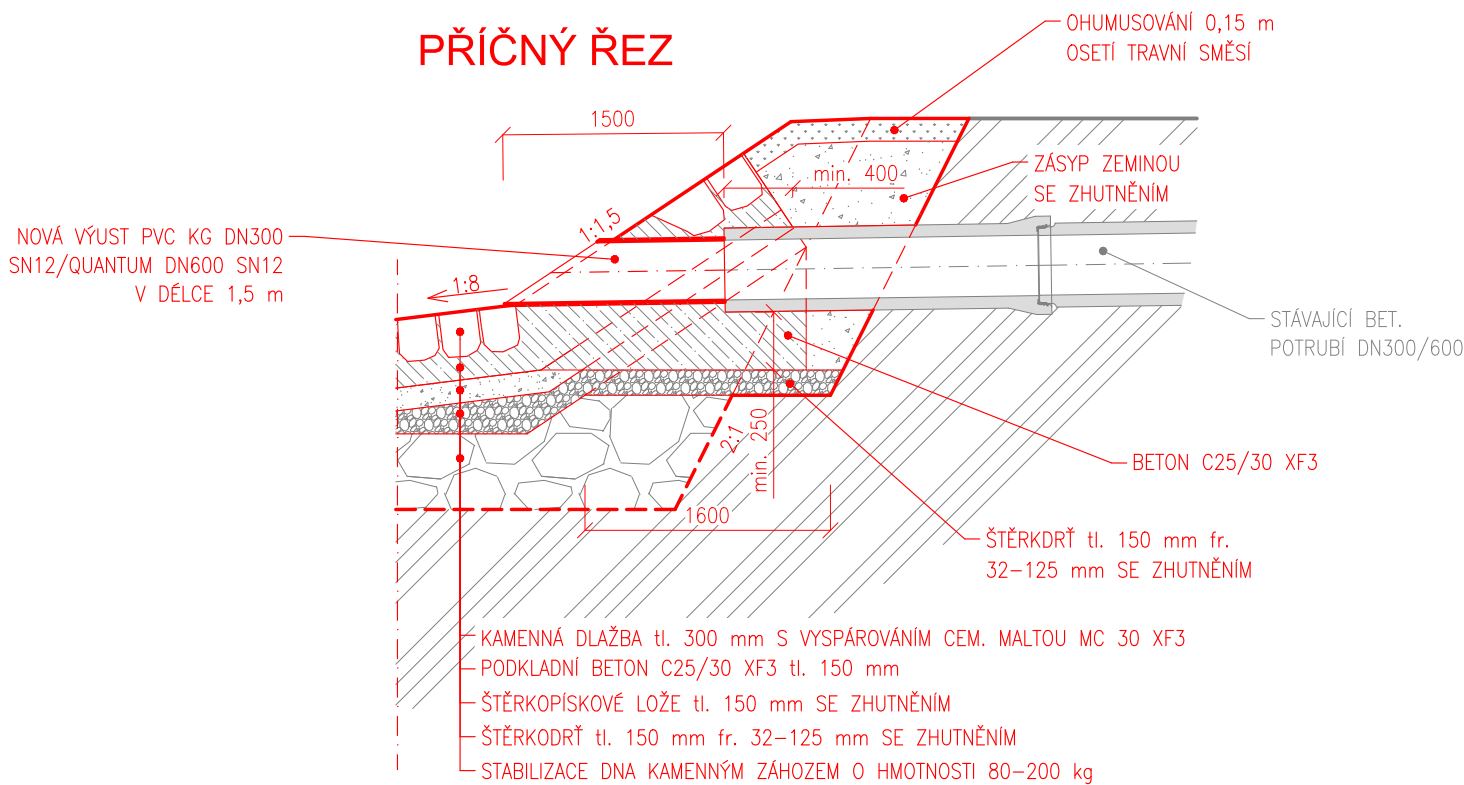 PŘÍČNÝ ŘEZ
OHUMUSOVÁNÍ 0,15 m
OSETÍ TRAVNÍ SMĚSÍ
1500
min. 400
ZÁSYP ZEMINOU
SE ZHUTNĚNÍM
1:1,5
NOVÁ VÝUST PVC KG DN300
SN12/QUANTUM DN600 SN12
V DÉLCE 1,5 m
1:8
STÁVAJÍCÍ BET.
POTRUBÍ DN300/600
2:1
min. 250
BETON C25/30 XF3
1600
ŠTĚRKDRŤ tl. 150 mm fr.
32-125 mm SE ZHUTNĚNÍM
KAMENNÁ DLAŽBA tl. 300 mm S VYSPÁROVÁNÍM CEM. MALTOU MC 30 XF3
PODKLADNÍ BETON C25/30 XF3 tl. 150 mm
ŠTĚRKOPÍSKOVÉ LOŽE tl. 150 mm SE ZHUTNĚNÍM
ŠTĚRKODRŤ tl. 150 mm fr. 32-125 mm SE ZHUTNĚNÍM
STABILIZACE DNA KAMENNÝM ZÁHOZEM O HMOTNOSTI 80-200 kg